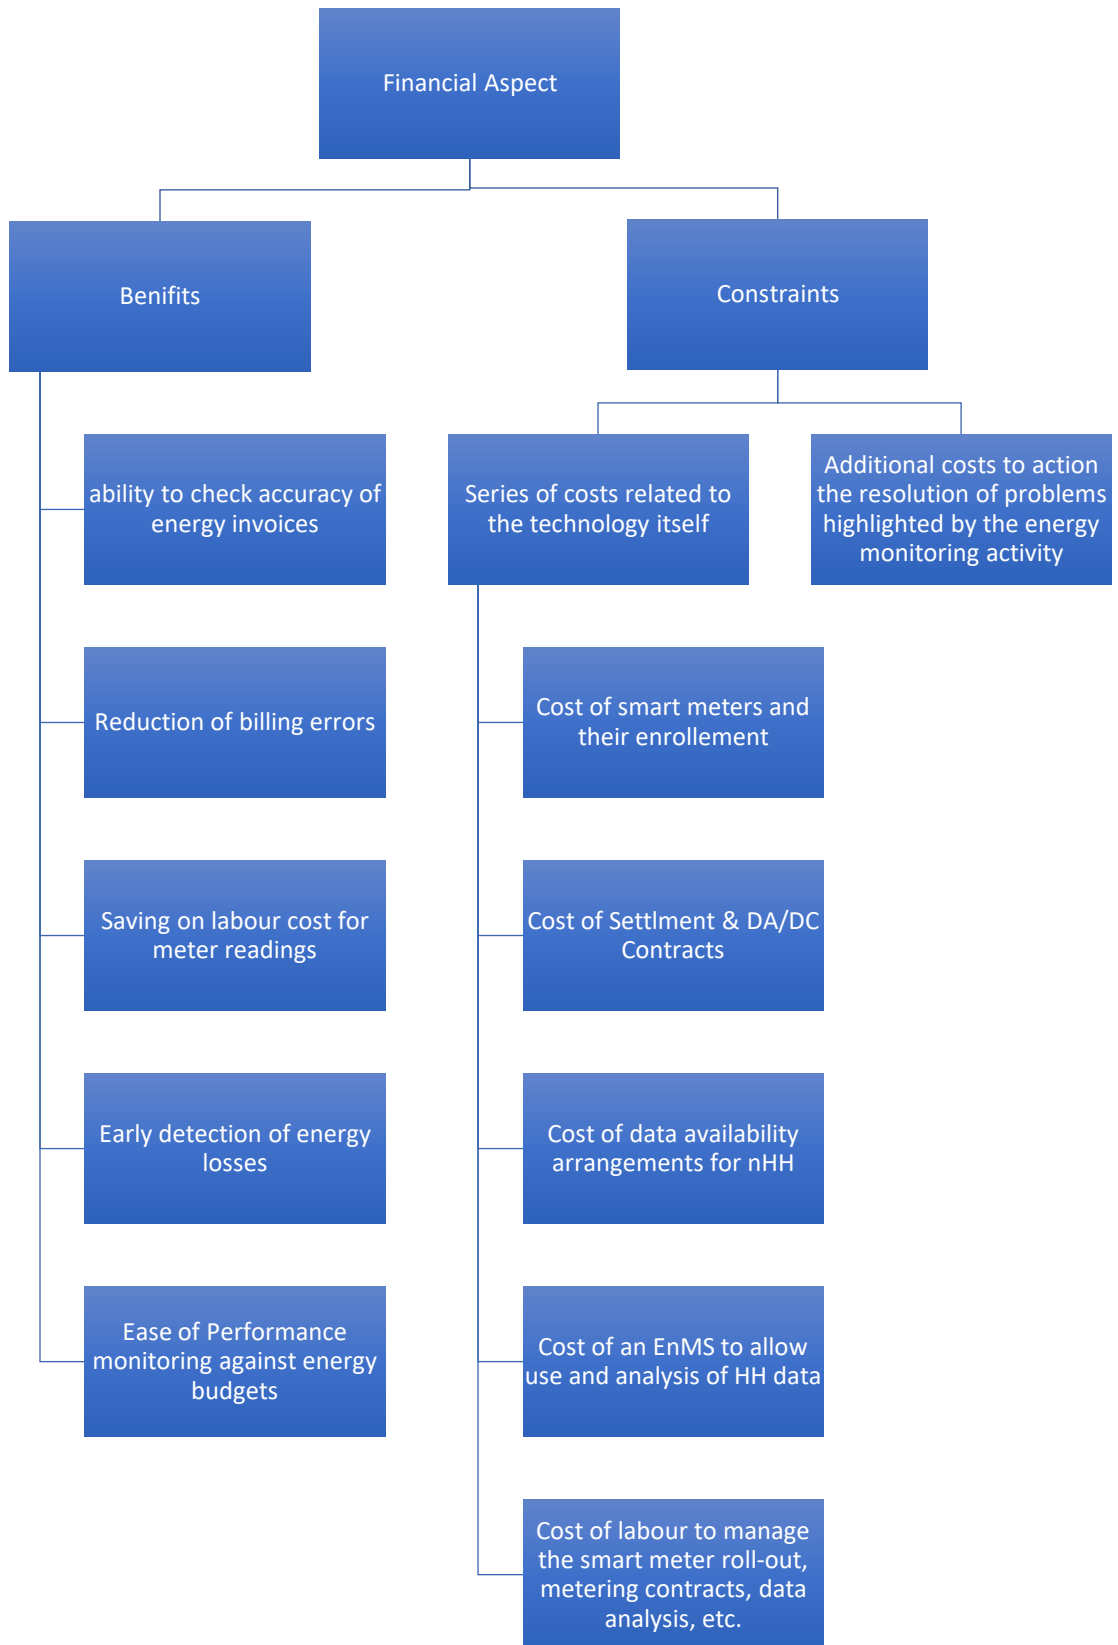 Financial Aspect
Benifits
Constraints
ability to check accuracy of
energy invoices
Series of costs related to
the technology itself
Additional costs to action
the resolution of problems
highlighted by the energy
monitoring activity
Reduction of billing errors
Cost of smart meters and
their enrollement
Saving on labour cost for
meter readings
Cost of Settlment & DA/DC
Contracts
Early detection of energy
losses
Cost of data availability
arrangements for nHH
Ease of Performance
monitoring against energy
budgets
Cost of an EnMS to allow
use and analysis of HH data
Cost of labour to manage
the smart meter roll-out,
metering contracts, data
analysis, etc.